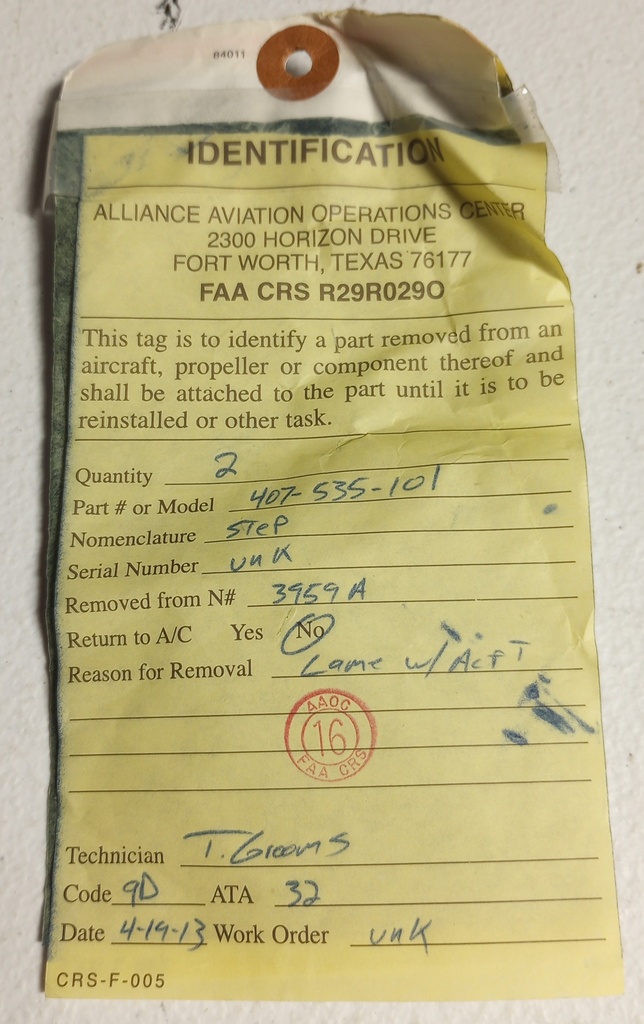 84011
IDENTIFICATION
ALLIANCE AVIATION OPERATIONS CENTER
2300 HORIZON DRIVE
FORT WORTH, TEXAS 76177
FAA CRS R29R029O
This tag is to identify a part removed from an
aircraft, propeller or component thereof and
shall be attached to the part until it is to be
reinstalled or other task.
Quantity 2
Part # or Model 407-535-101
Nomenclature STeP
Serial Number unK
Removed from N# 3959A
Return to A/C Yes No
Reason for Removal Came w/ AcfT
AAOC
16
FAA CRS
Technician T. Grooms
Code 9D ATA 32
Date 4-19-13 Work Order unK
CRS-F-005